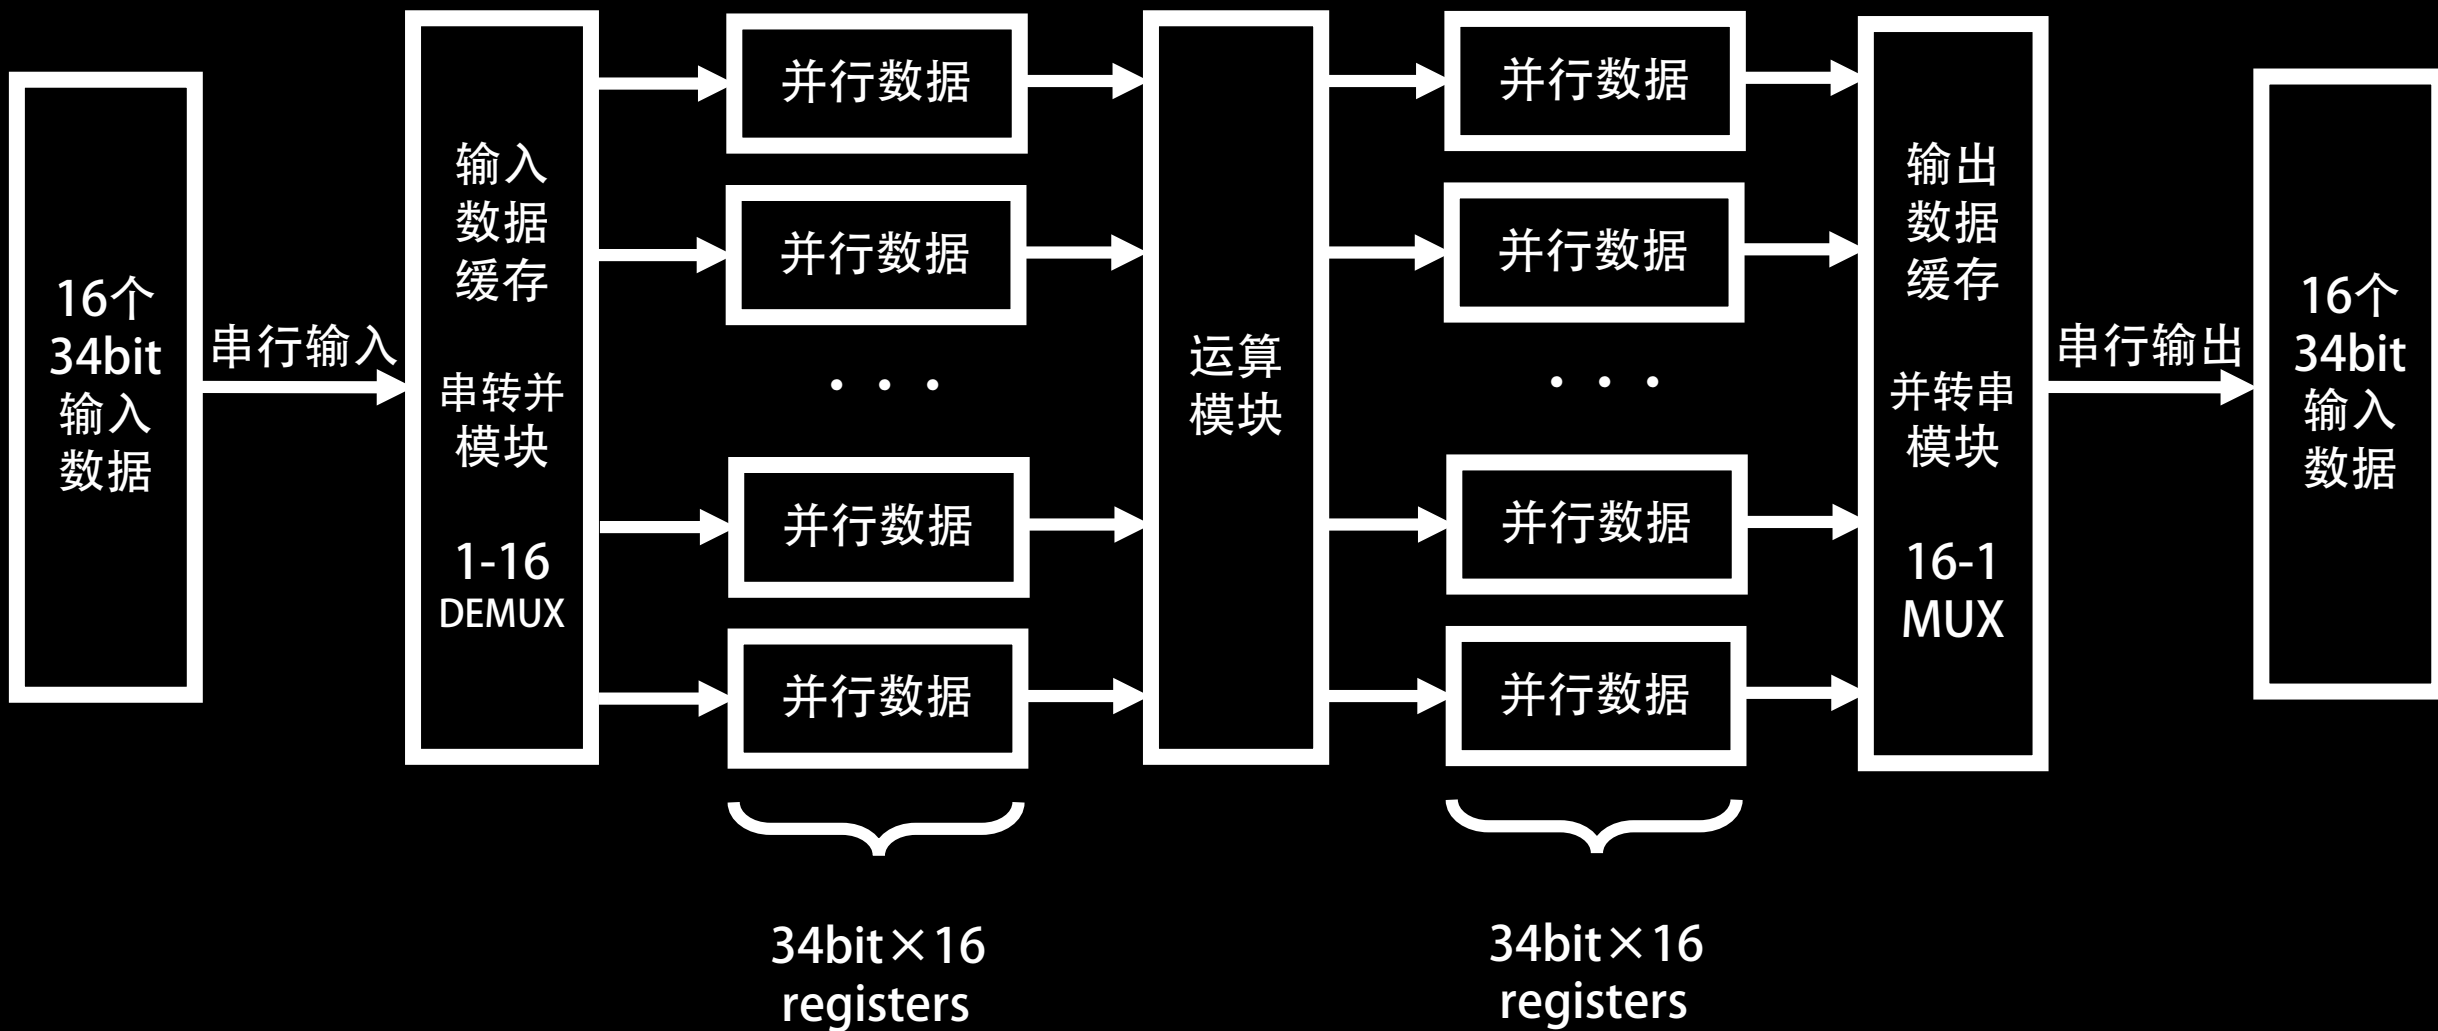 16个
34bit
输入
数据
串行输入
输入
数据
缓存
串转并
模块
1-16
DEMUX
并行数据
并行数据
· · ·
并行数据
并行数据
34bit×16
registers
运算
模块
并行数据
并行数据
· · ·
并行数据
并行数据
34bit×16
registers
输出
数据
缓存
并转串
模块
16-1
MUX
串行输出
16个
34bit
输入
数据